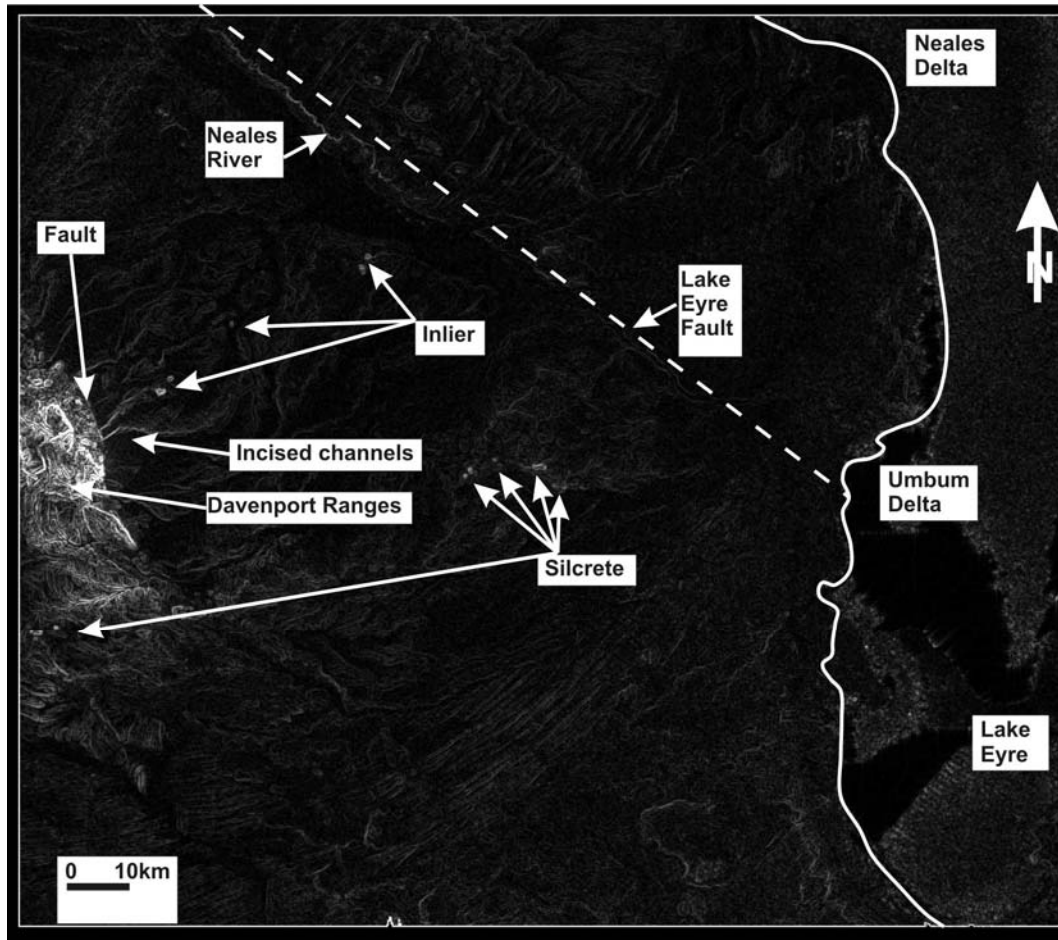 Neales
Delta
Neales
River
N
Fault
Lake
Eyre
Fault
Inlier
Incised channels
Davenport Ranges
Umbum
Delta
Silcrete
Lake
Eyre
0 10km